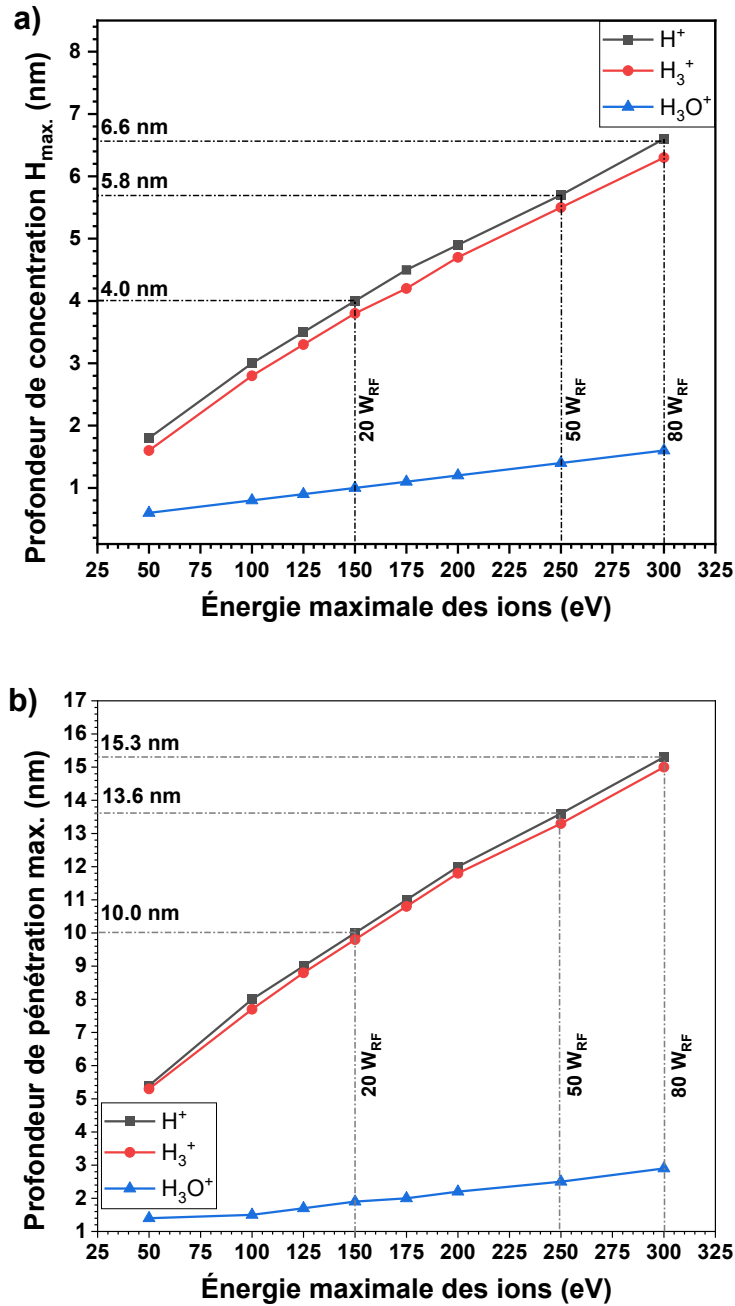 a)
Profondeur de concentration H_max. (nm)
8
7
6
5
4
3
2
1
6.6 nm
5.8 nm
4.0 nm
H⁺
H₃⁺
H₃O⁺
20 W_RF
50 W_RF
80 W_RF
25 50 75 100 125 150 175 200 225 250 275 300 325
Énergie maximale des ions (eV)
b)
Profondeur de pénétration max. (nm)
17
16
15
14
13
12
11
10
9
8
7
6
5
4
3
2
1
15.3 nm
13.6 nm
10.0 nm
20 W_RF
50 W_RF
80 W_RF
H⁺
H₃⁺
H₃O⁺
25 50 75 100 125 150 175 200 225 250 275 300 325
Énergie maximale des ions (eV)